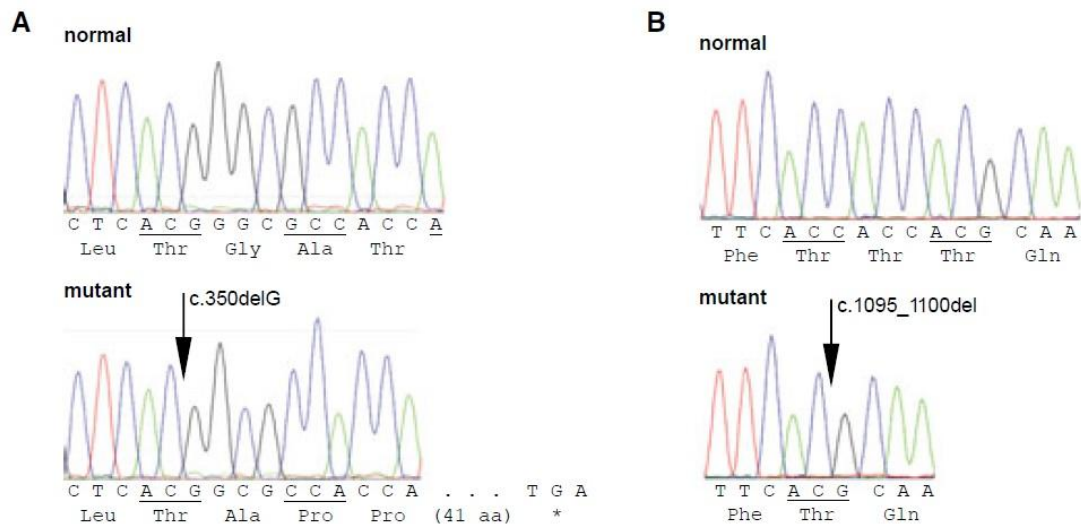 A
normal
C T C A C G G G C G C C A C C A
Leu Thr Gly Ala Thr
mutant
c.350delG
C T C A C G G C G C C A C C A . . . T G A
Leu Thr Ala Pro Pro (41 aa) *
B
normal
T T C A C C A C C A C G C A A
Phe Thr Thr Thr Gln
mutant
c.1095_1100del
T T C A C G C A A
Phe Thr Gln